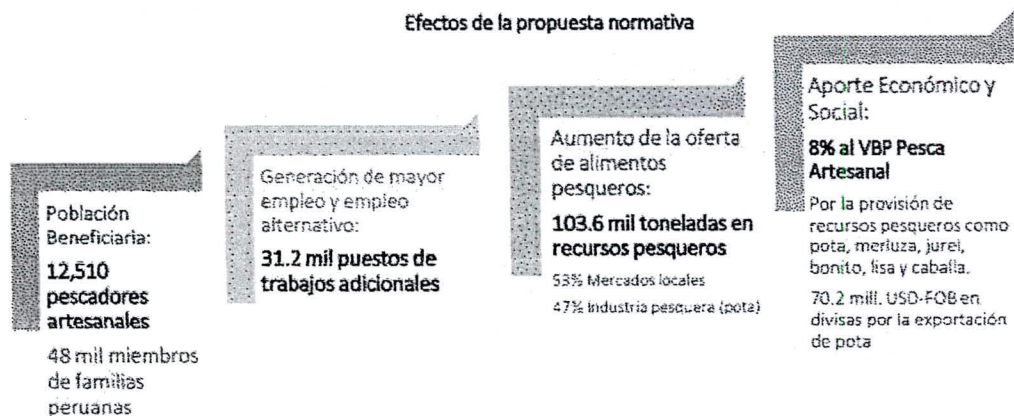 Efectos de la propuesta normativa
Población
Beneficiaria:
12,510
pescadores
artesanales
48 mil miembros
de familias
peruanas
Generación de mayor
empleo y empleo
alternativo:
31.2 mil puestos de
trabajos adicionales
Aumento de la oferta
de alimentos
pesqueros:
103.6 mil toneladas en
recursos pesqueros
53% Mercados locales
47% Industria pesquera (pota)
Aporte Económico y
Social:
8% al VBP Pesca
Artesanal
Por la provisión de
recursos pesqueros como
pota, merluza, jurel,
bonito, lisa y caballa.
70.2 mill. USD-FOB en
divisas por la exportación
de pota